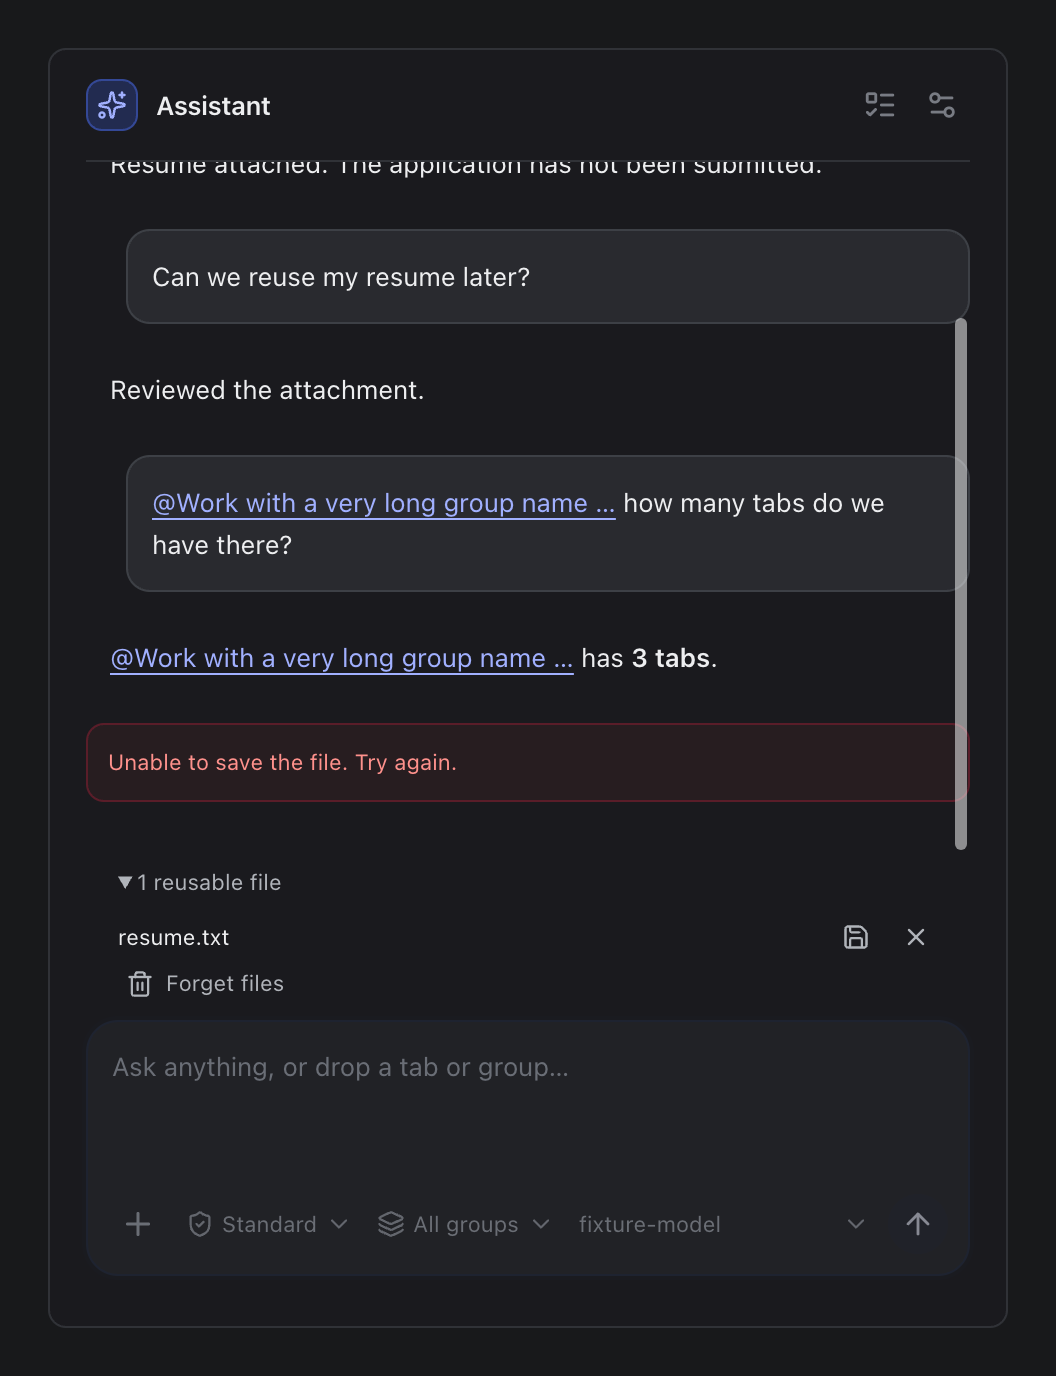 Assistant
Resume attached. The application has not been submitted.
Can we reuse my resume later?
Reviewed the attachment.
@Work with a very long group name ... how many tabs do we
have there?
@Work with a very long group name ... has 3 tabs.
Unable to save the file. Try again.
1 reusable file
resume.txt
Forget files
Ask anything, or drop a tab or group...
Standard All groups fixture-model